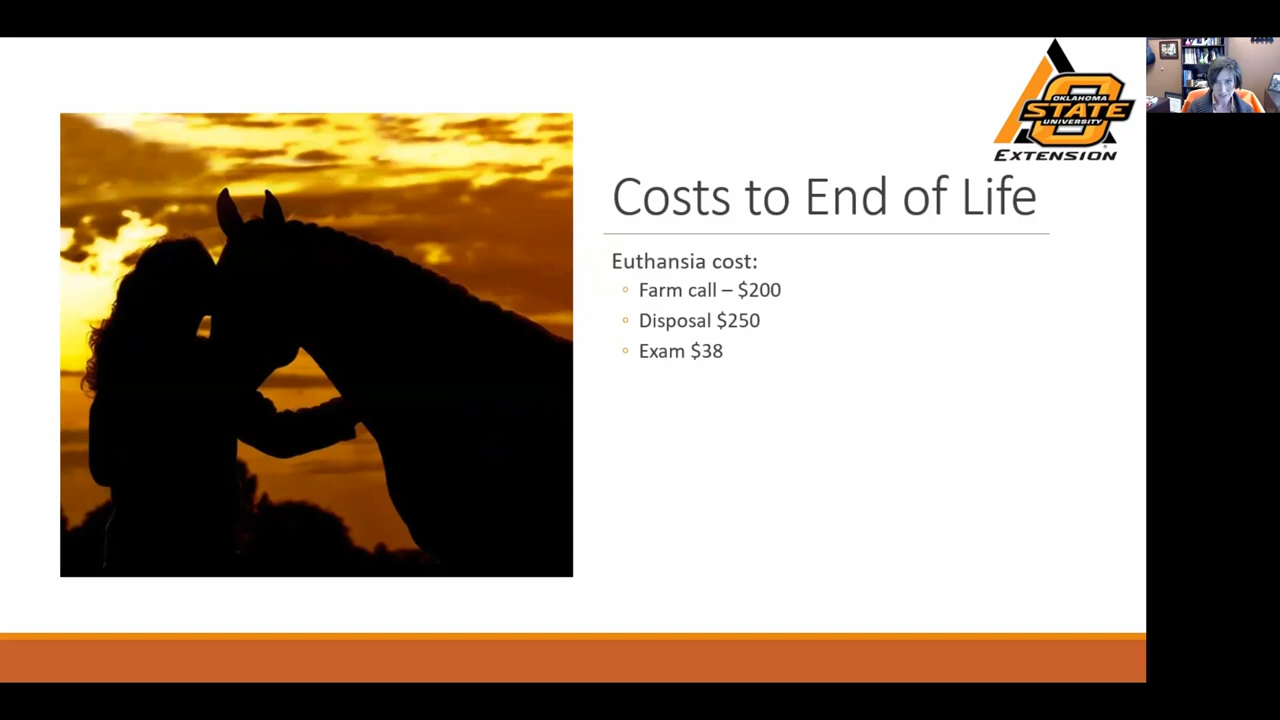 OKLAHOMA
STATE
UNIVERSITY
EXTENSION
Costs to End of Life
Euthansia cost:
Farm call – $200
Disposal $250
Exam $38